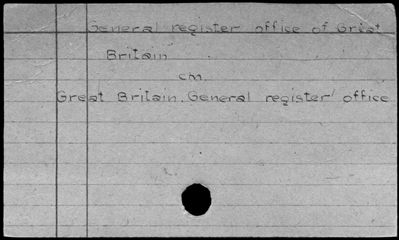 General register office of Great
Britain
cm.
Great Britain. General register office